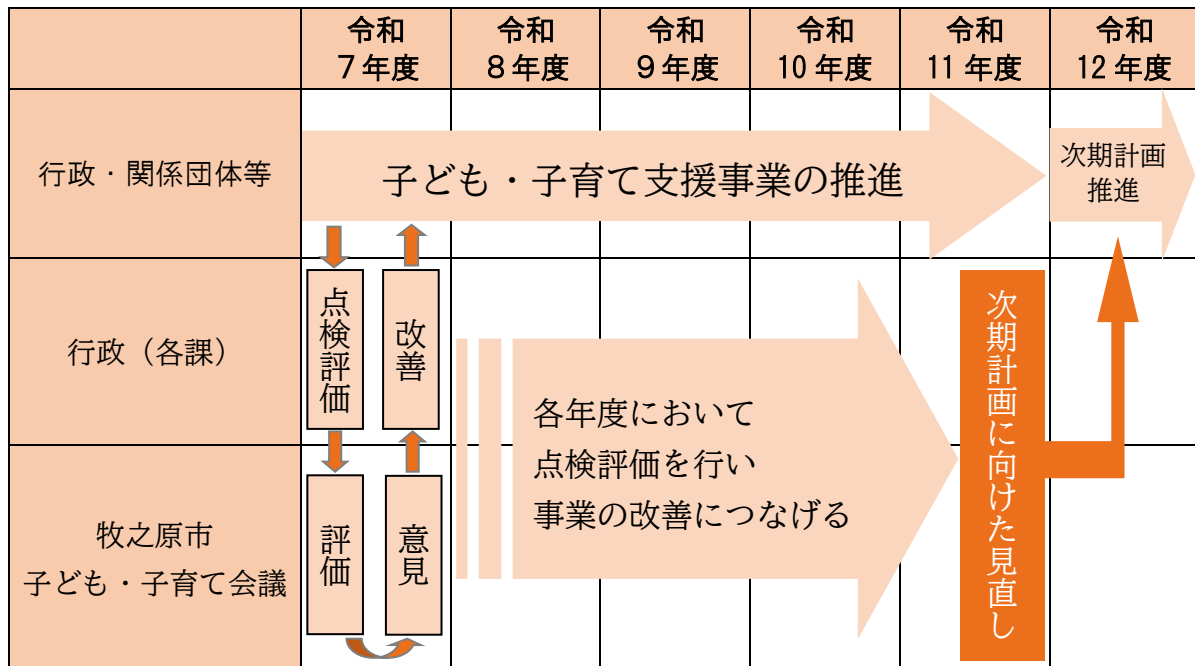 令和
７年度
令和
８年度
令和
９年度
令和
10 年度
令和
11 年度
令和
12 年度
行政・関係団体等
子ども・子育て支援事業の推進
次期計画
推進
行政（各課）
点検評価
改善
各年度において
点検評価を行い
事業の改善につなげる
次期計画に向けた見直し
牧之原市
子ども・子育て会議
評価
意見